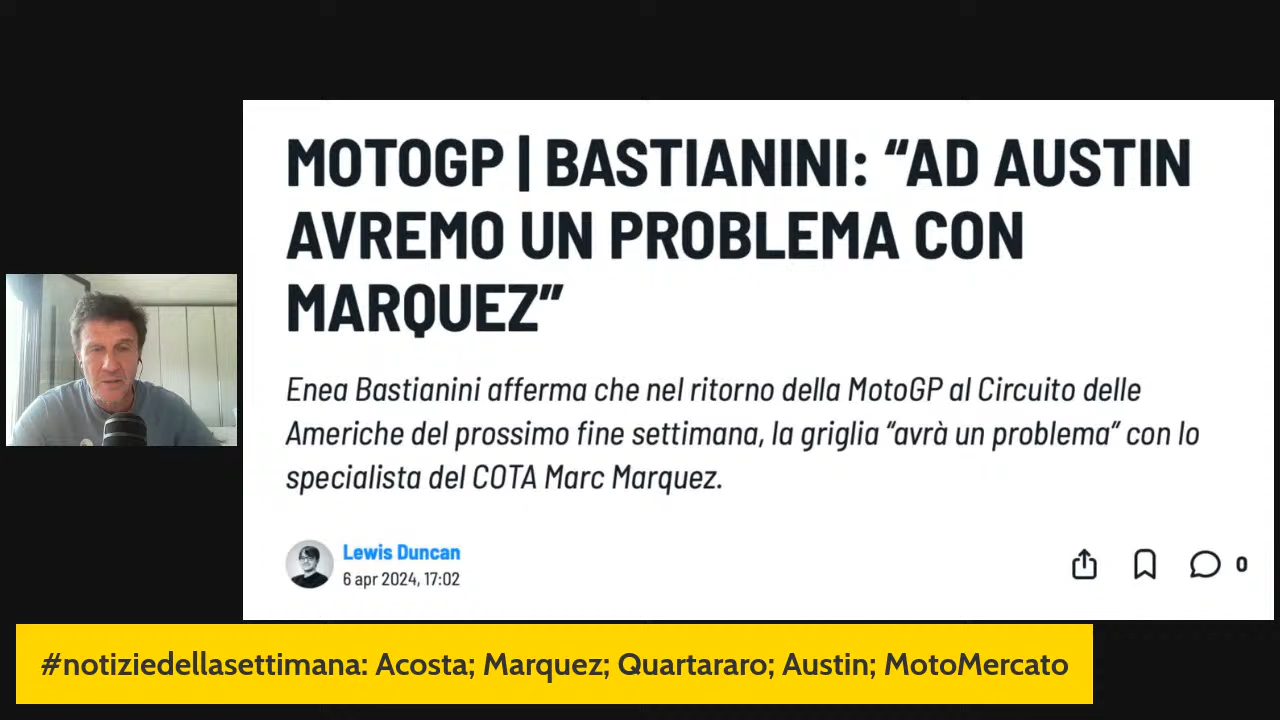 MOTOGP | BASTIANINI: “AD AUSTIN
AVREMO UN PROBLEMA CON
MARQUEZ”
Enea Bastianini afferma che nel ritorno della MotoGP al Circuito delle
Americhe del prossimo fine settimana, la griglia “avrà un problema” con lo
specialista del COTA Marc Marquez.
Lewis Duncan
6 apr 2024, 17:02
0
#notiziedellasettimana: Acosta; Marquez; Quartararo; Austin; MotoMercato